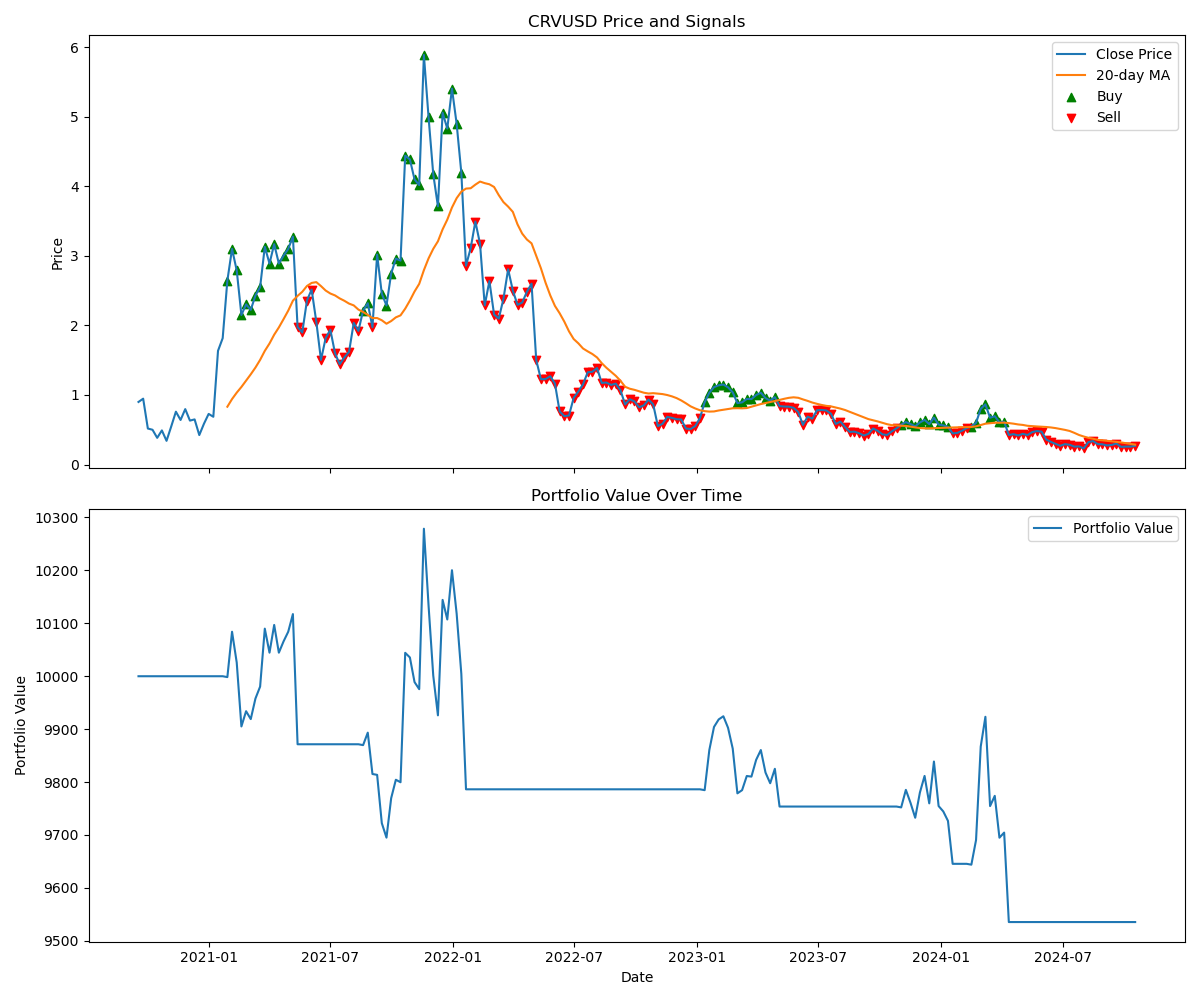 CRVUSD Price and Signals
Price
6
5
4
3
2
1
0
Close Price
20-day MA
Buy
Sell
Portfolio Value Over Time
Portfolio Value
10300
10200
10100
10000
9900
9800
9700
9600
9500
Portfolio Value
2021-01
2021-07
2022-01
2022-07
2023-01
2023-07
2024-01
2024-07
Date